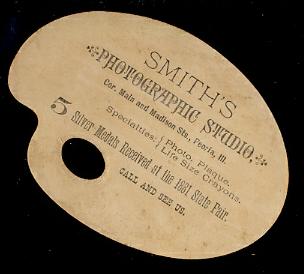 SMITH'S
PHOTOGRAPHIC STUDIO,
Cor. Main and Madison Sts., Peoria, Ill.
Specialties: { Photo. Plaque.
Life Size Crayons.
5 Silver Medals Received at the 1881 State Fair.
CALL AND SEE US.